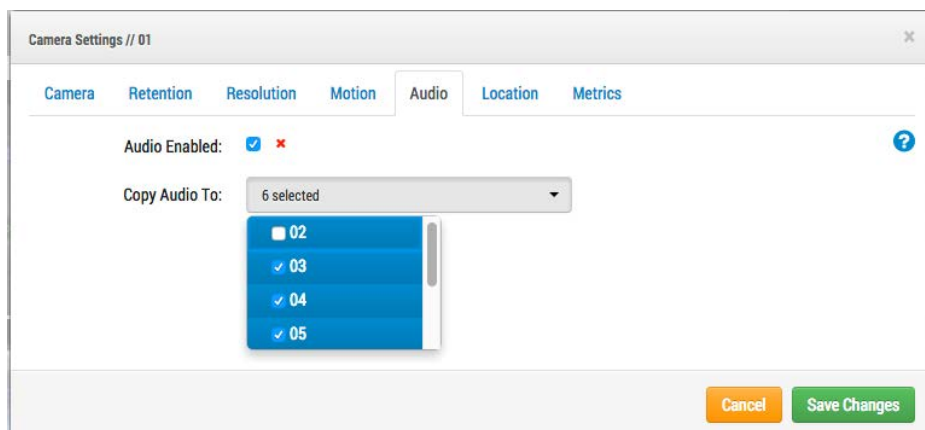 Camera Settings // 01
Camera Retention Resolution Motion Audio Location Metrics
Audio Enabled:
Copy Audio To: 6 selected
02
03
04
05
Cancel Save Changes